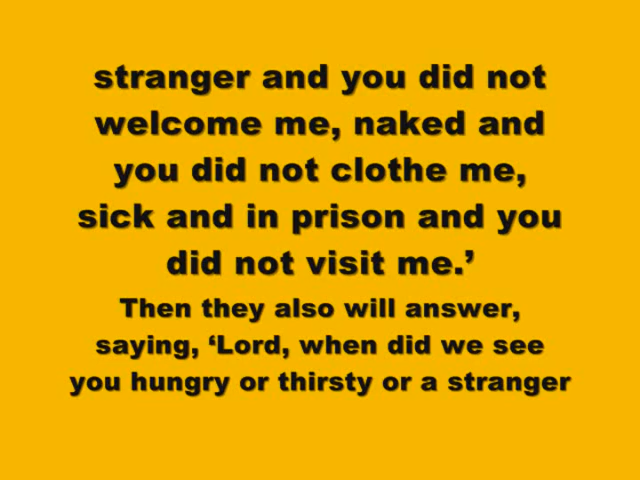 stranger and you did not
welcome me, naked and
you did not clothe me,
sick and in prison and you
did not visit me.’
Then they also will answer,
saying, ‘Lord, when did we see
you hungry or thirsty or a stranger